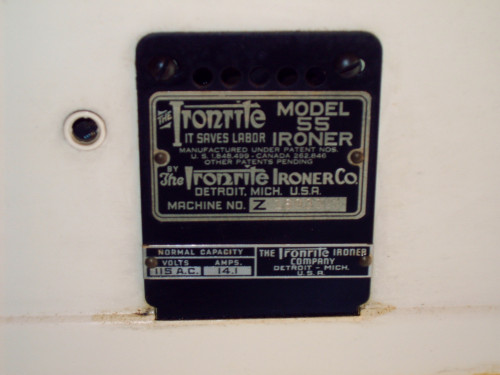 THE Ironrite MODEL
55
IT SAVES LABOR IRONER
MANUFACTURED UNDER PATENT NOS.
U.S. 1,848,499 - CANADA 262,646
OTHER PATENTS PENDING
BY
The Ironrite IRONER CO.
DETROIT, MICH. U.S.A.
MACHINE NO. Z
NORMAL CAPACITY
VOLTS AMPS.
115 A.C. 14.1
THE Ironrite IRONER
COMPANY
DETROIT - MICH.
U.S.A.